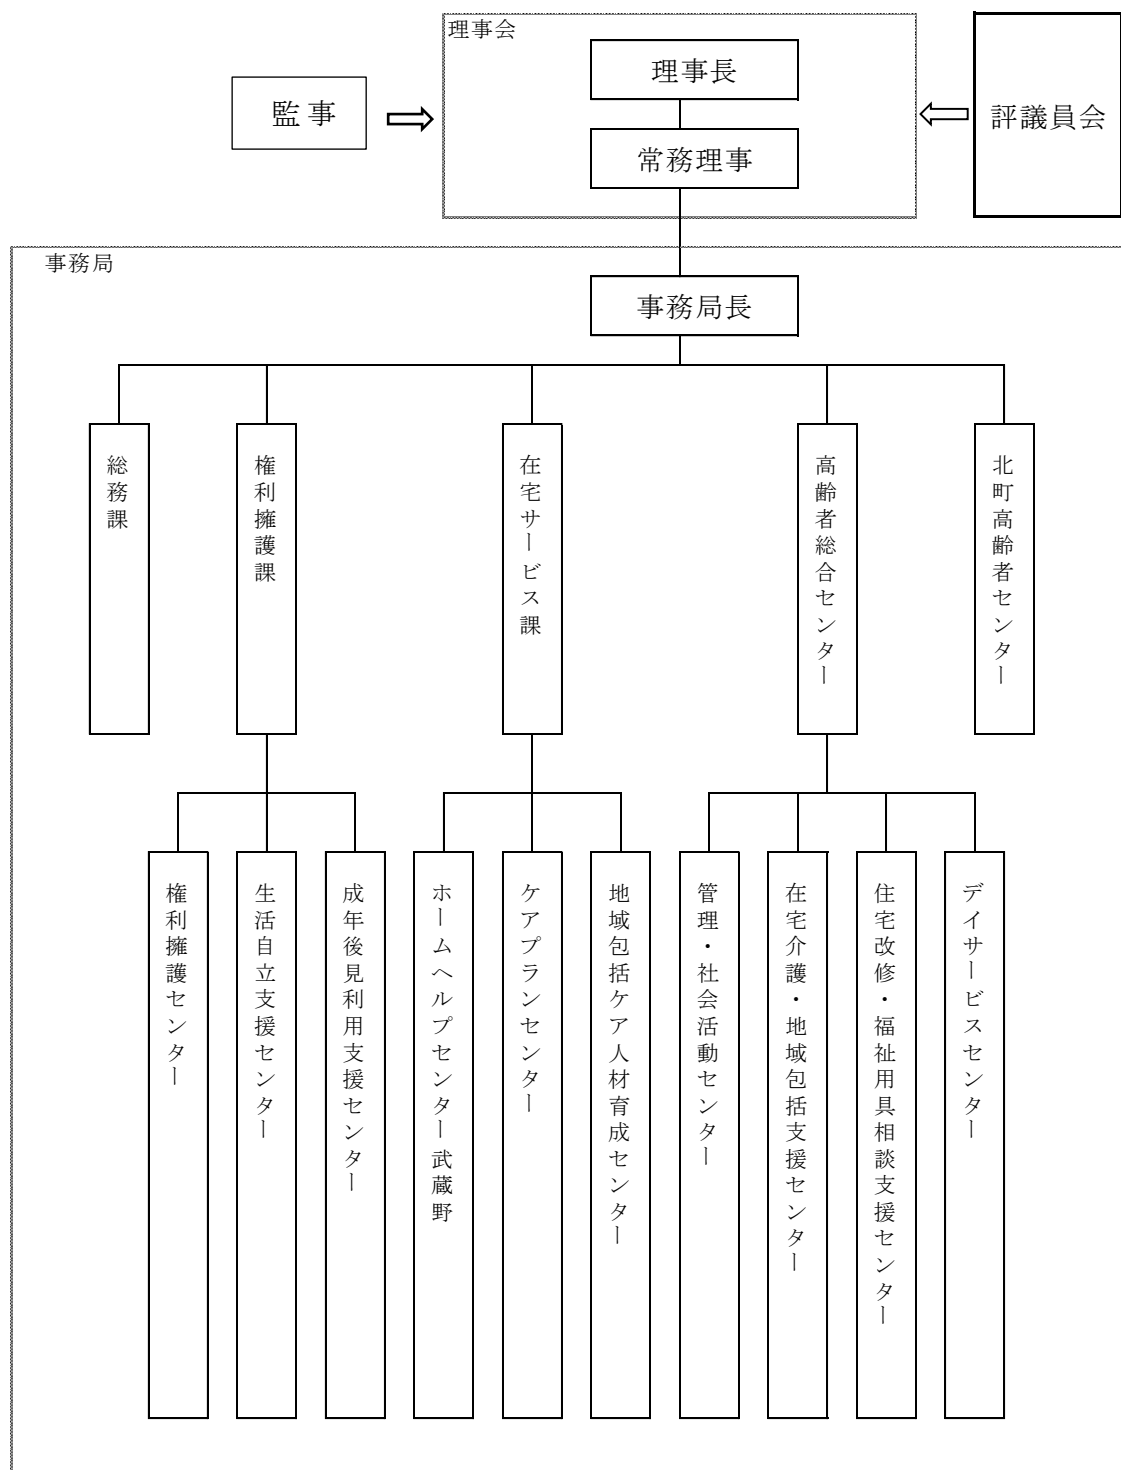 理事会
理事長
監事
評議員会
常務理事
事務局
事務局長
総務課
権利擁護課
在宅サービス課
高齢者総合センター
北町高齢者センター
権利擁護センター
生活自立支援センター
成年後見利用支援センター
ホームヘルプセンター武蔵野
ケアプランセンター
地域包括ケア人材育成センター
管理・社会活動センター
在宅介護・地域包括支援センター
住宅改修・福祉用具相談支援センター
デイサービスセンター